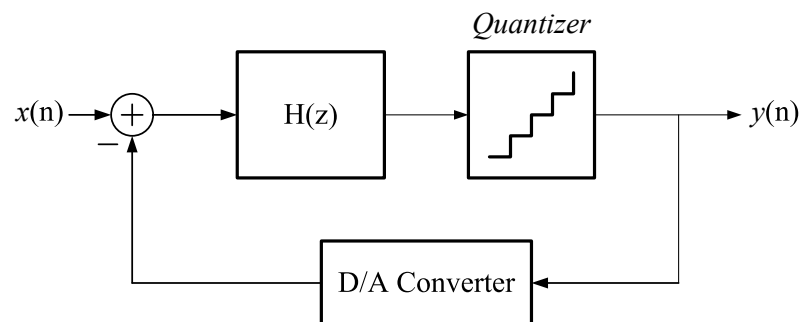 Quantizer
x(n)
+
H(z)
y(n)
−
D/A Converter